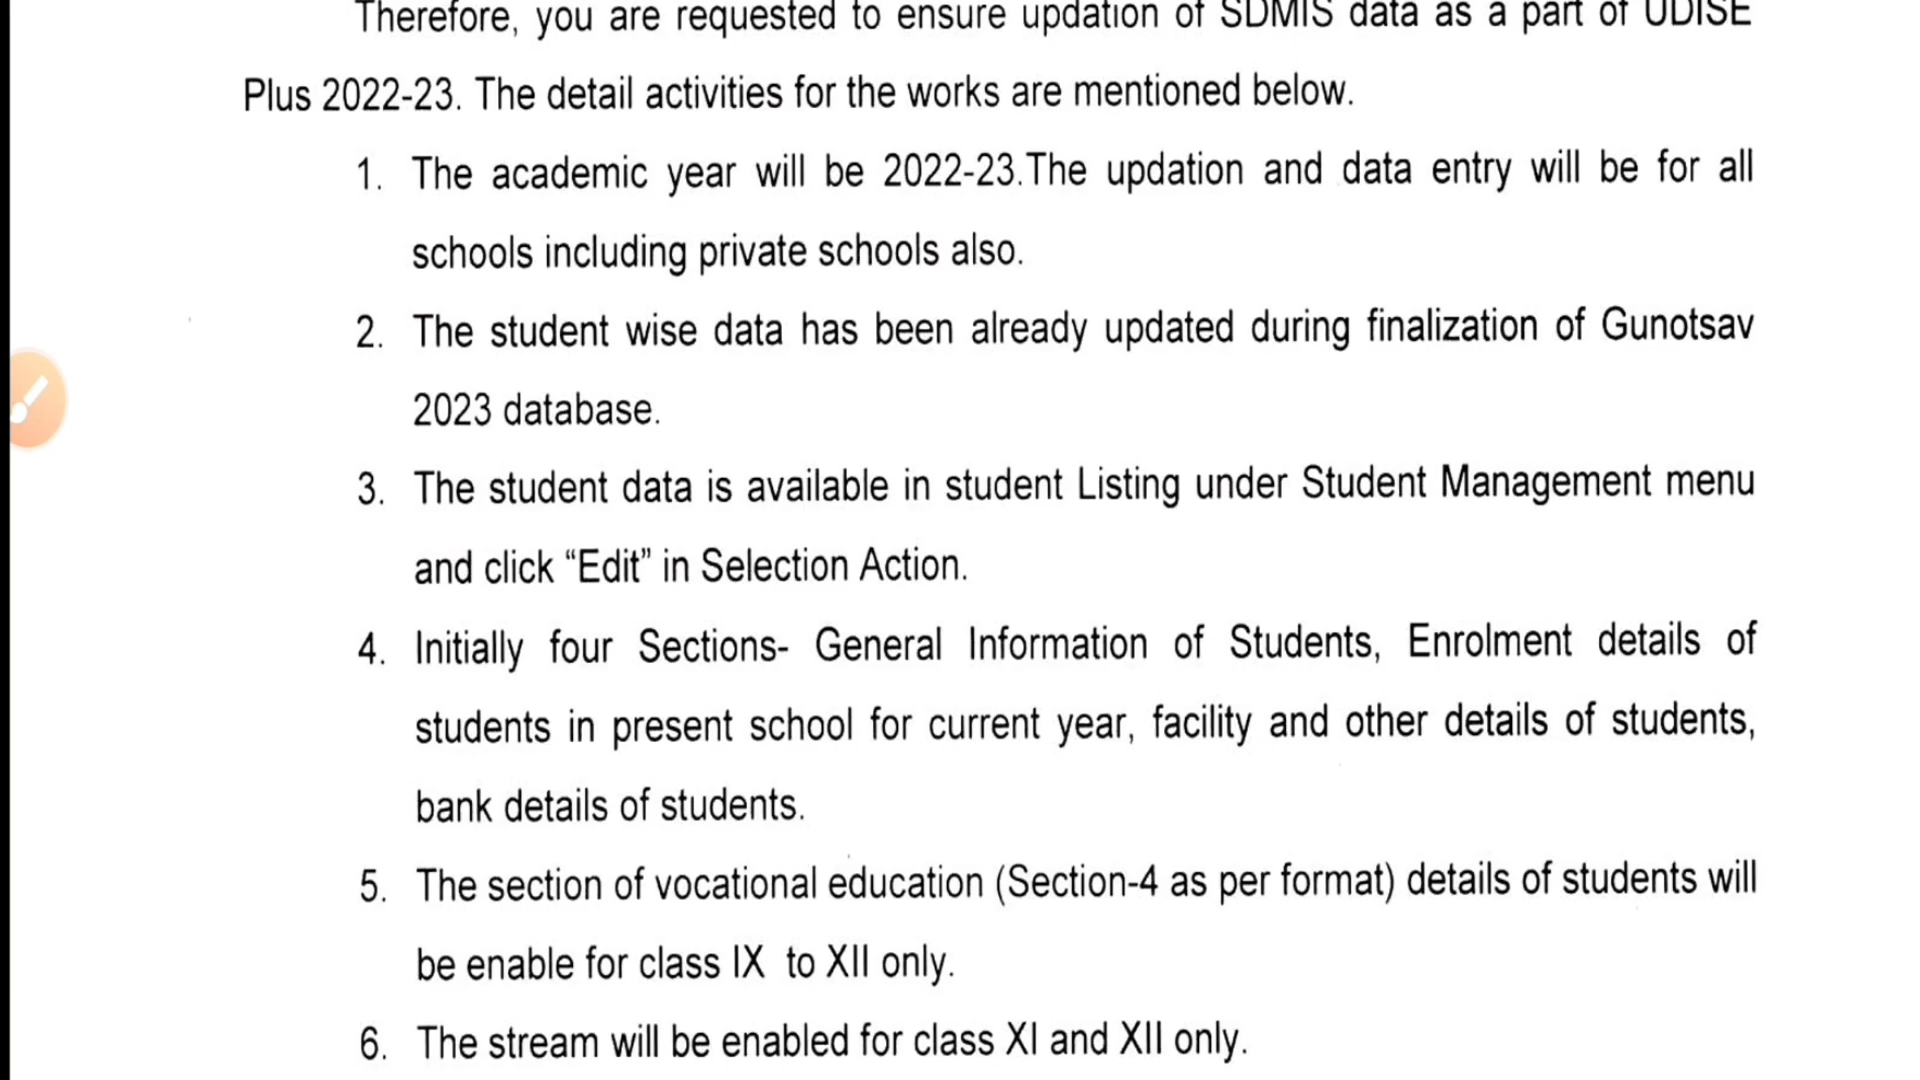 Therefore, you are requested to ensure updation of SDMIS data as a part of UDISE
Plus 2022-23. The detail activities for the works are mentioned below.
1. The academic year will be 2022-23.The updation and data entry will be for all
schools including private schools also.
2. The student wise data has been already updated during finalization of Gunotsav
2023 database.
3. The student data is available in student Listing under Student Management menu
and click “Edit” in Selection Action.
4. Initially four Sections- General Information of Students, Enrolment details of
students in present school for current year, facility and other details of students,
bank details of students.
5. The section of vocational education (Section-4 as per format) details of students will
be enable for class IX to XII only.
6. The stream will be enabled for class XI and XII only.